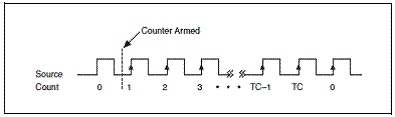 Counter Armed
Source
Count 0 1 2 3 • • • TC–1 TC 0